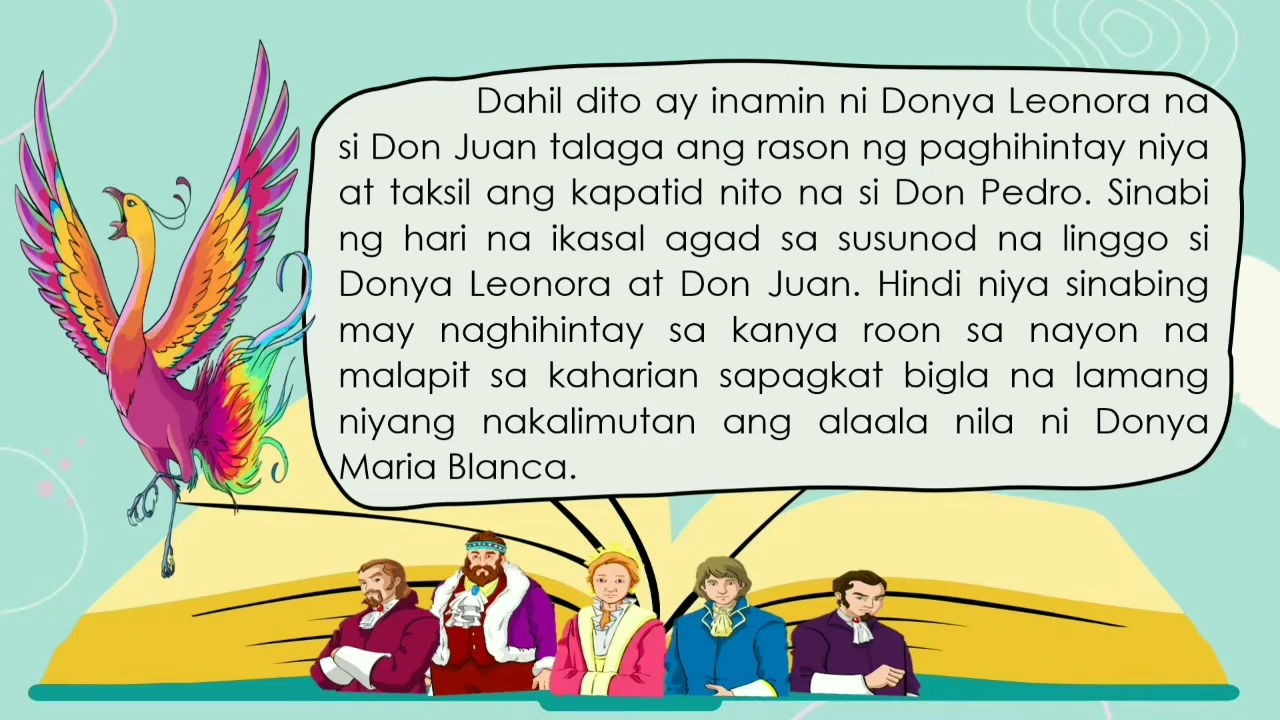 Dahil dito ay inamin ni Donya Leonora na
si Don Juan talaga ang rason ng paghihintay niya
at taksil ang kapatid nito na si Don Pedro. Sinabi
ng hari na ikasal agad sa susunod na linggo si
Donya Leonora at Don Juan. Hindi niya sinabing
may naghihintay sa kanya roon sa nayon na
malapit sa kaharian sapagkat bigla na lamang
niyang nakalimutan ang alaala nila ni Donya
Maria Blanca.